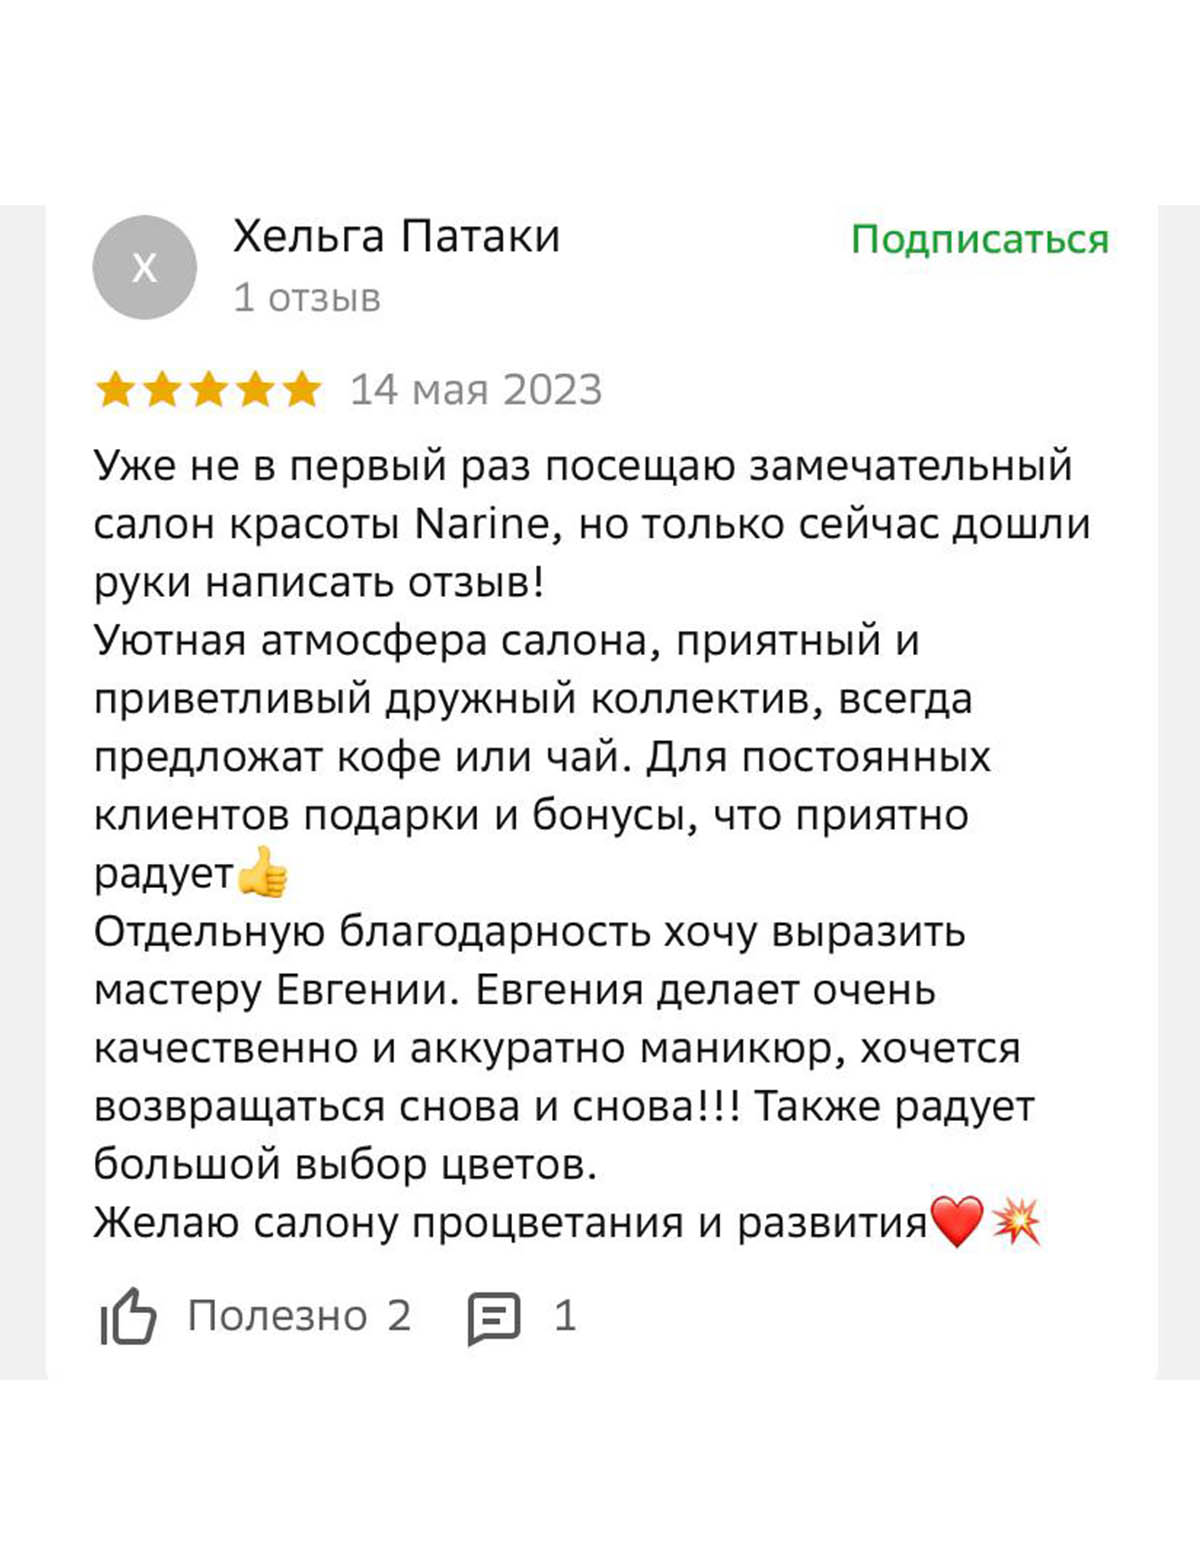 Х
Хельга Патаки
Подписаться
1 отзыв
14 мая 2023
Уже не в первый раз посещаю замечательный
салон красоты Narine, но только сейчас дошли
руки написать отзыв!
Уютная атмосфера салона, приятный и
приветливый дружный коллектив, всегда
предложат кофе или чай. Для постоянных
клиентов подарки и бонусы, что приятно
радует👍
Отдельную благодарность хочу выразить
мастеру Евгении. Евгения делает очень
качественно и аккуратно маникюр, хочется
возвращаться снова и снова!!! Также радует
большой выбор цветов.
Желаю салону процветания и развития❤️💥
Полезно 2 1